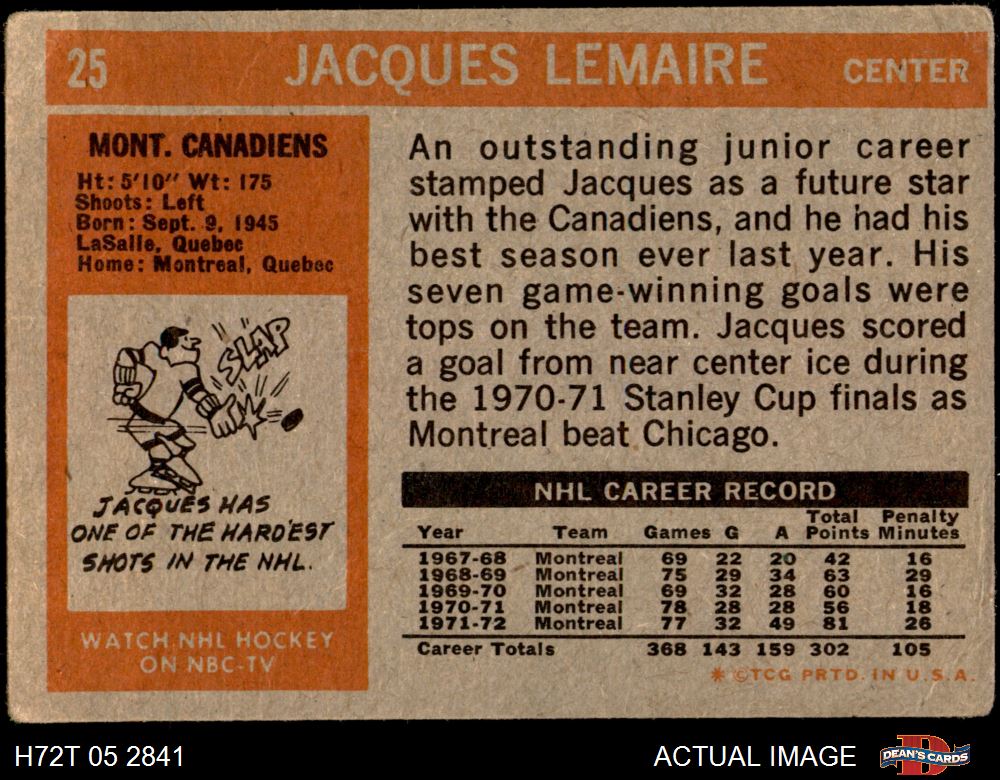 25 JACQUES LEMAIRE CENTER
MONT. CANADIENS
Ht: 5'10" Wt: 175
Shoots: Left
Born: Sept. 9, 1945
LaSalle, Quebec
Home: Montreal, Quebec
SLAP
JACQUES HAS
ONE OF THE HARDEST
SHOTS IN THE NHL.
WATCH NHL HOCKEY
ON NBC-TV
An outstanding junior career
stamped Jacques as a future star
with the Canadiens, and he had his
best season ever last year. His
seven game-winning goals were
tops on the team. Jacques scored
a goal from near center ice during
the 1970-71 Stanley Cup finals as
Montreal beat Chicago.
NHL CAREER RECORD
Year Team Games G A Total Points Penalty Minutes
1967-68 Montreal 69 22 20 42 16
1968-69 Montreal 75 29 34 63 29
1969-70 Montreal 69 32 28 60 16
1970-71 Montreal 78 28 28 56 18
1971-72 Montreal 77 32 49 81 26
Career Totals 368 143 159 302 105
* ©TCG PRTD. IN U.S.A.
H72T 05 2841 ACTUAL IMAGE DEAN'S CARDS